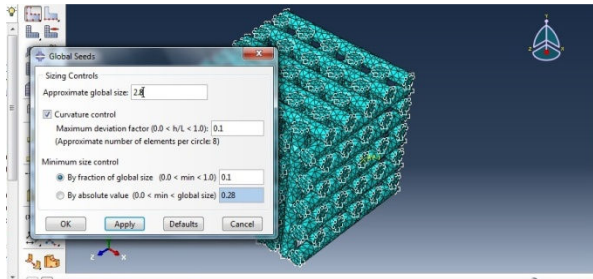 Global Seeds
Sizing Controls
Approximate global size: 2.8
Curvature control
Maximum deviation factor (0.0 < h/L < 1.0): 0.1
(Approximate number of elements per circle: 8)
Minimum size control
By fraction of global size (0.0 < min < 1.0) 0.1
By absolute value (0.0 < min < global size) 0.28
OK Apply Defaults Cancel